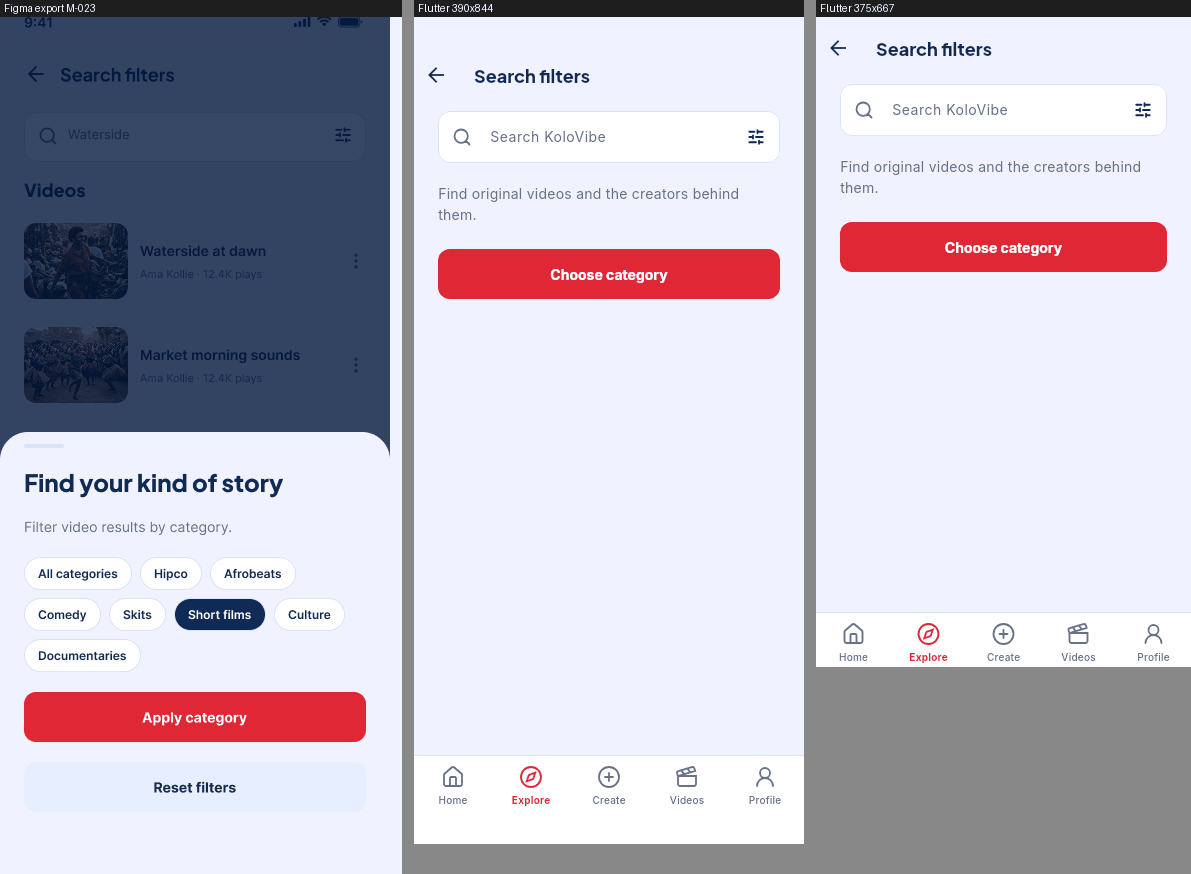 Figma export M-023
9:41
Search filters
Waterside
Videos
Waterside at dawn
Ama Kollie · 12.4K plays
Market morning sounds
Ama Kollie · 12.4K plays
Find your kind of story
Filter video results by category.
All categories Hipco Afrobeats
Comedy Skits Short films Culture
Documentaries
Apply category
Reset filters
Flutter 390x844
Search filters
Search KoloVibe
Find original videos and the creators behind
them.
Choose category
Home Explore Create Videos Profile
Flutter 375x667
Search filters
Search KoloVibe
Find original videos and the creators behind
them.
Choose category
Home Explore Create Videos Profile